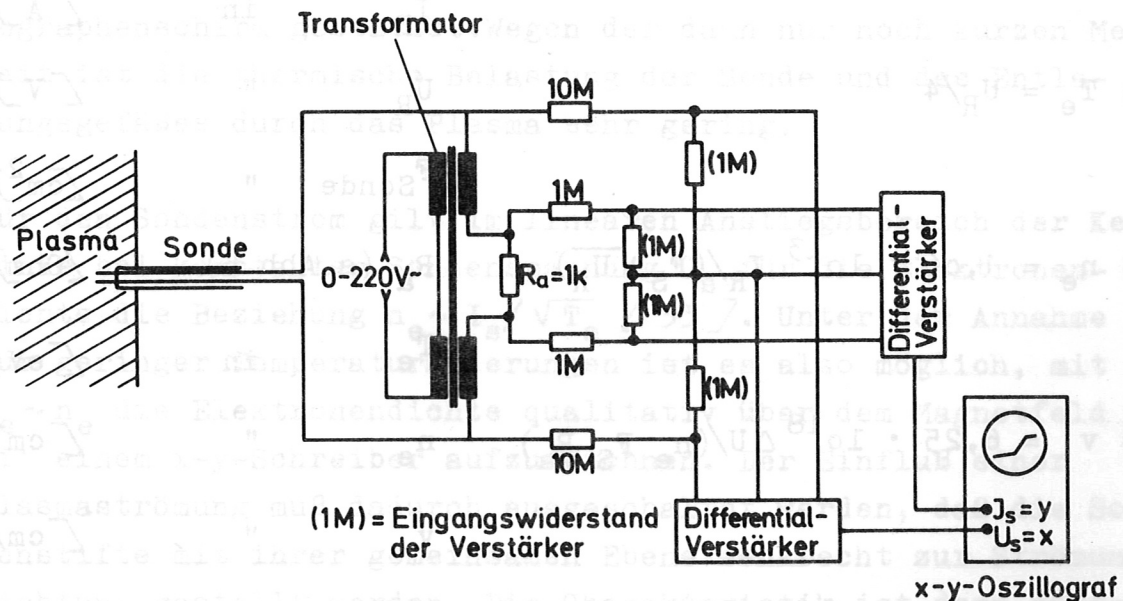 Transformator
10M
(1M)
1M
Plasma
Sonde
0-220V~
Ra=1k
(1M)
(1M)
1M
(1M)
10M
Differential-
Verstärker
Differential-
Verstärker
(1M) = Eingangswiderstand
der Verstärker
Js=y
Us=x
x-y-Oszillograf